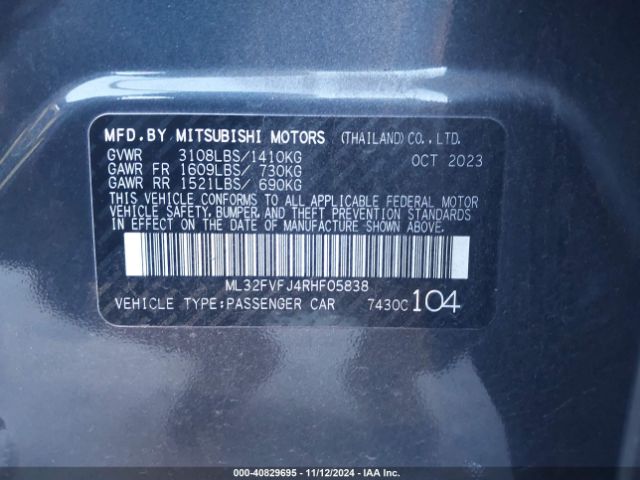 MFD.BY MITSUBISHI MOTORS (THAILAND)CO.,LTD.
GVWR 3108LBS/1410KG OCT 2023
GAWR FR 1609LBS/ 730KG
GAWR RR 1521LBS/ 690KG
THIS VEHICLE CONFORMS TO ALL APPLICABLE FEDERAL MOTOR
VEHICLE SAFETY, BUMPER, AND THEFT PREVENTION STANDARDS
IN EFFECT ON THE DATE OF MANUFACTURE SHOWN ABOVE.
ML32FVFJ4RHF05838
VEHICLE TYPE:PASSENGER CAR 7430C 104
000-40829695 - 11/12/2024 - IAA Inc.